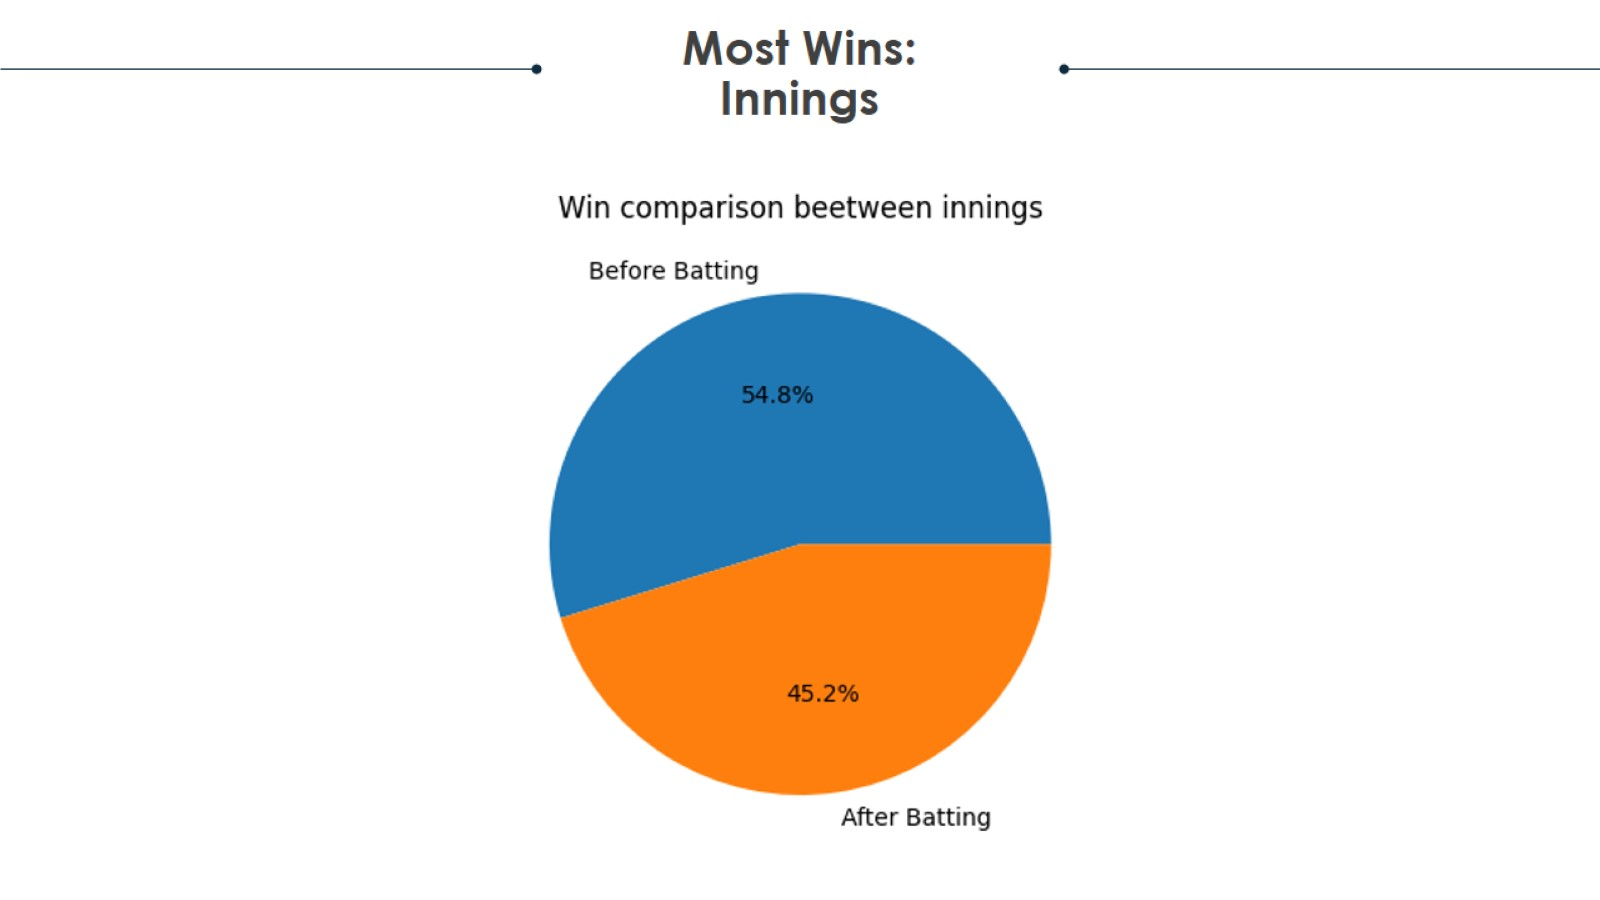 Most Wins:
Innings
Win comparison beetween innings
Before Batting
54.8%
45.2%
After Batting